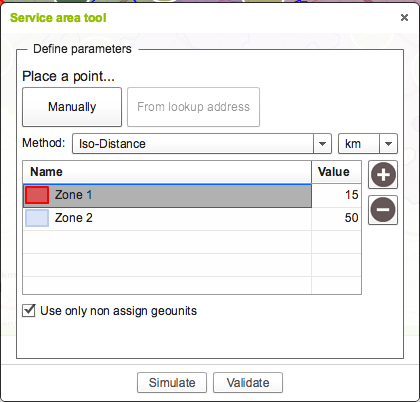 Service area tool
Define parameters
Place a point...
Manually From lookup address
Method: Iso-Distance km
Name Value
Zone 1 15
Zone 2 50
Use only non assign geounits
Simulate Validate